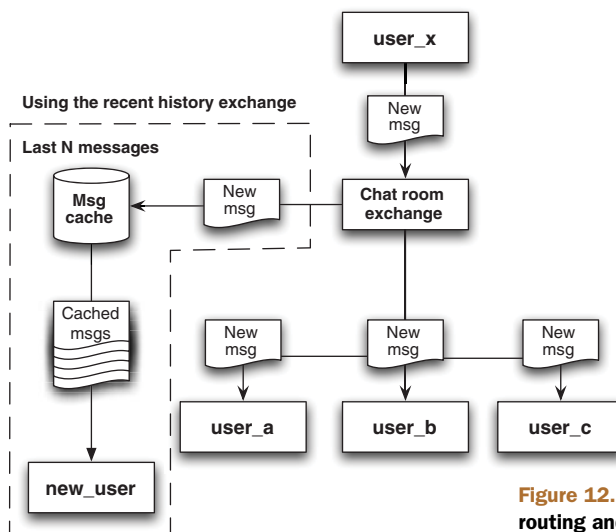 user_x
Using the recent history exchange
New
msg
Last N messages
Msg
cache
New
msg
Chat room
exchange
Cached
msgs
New
msg
New
msg
New
msg
user_a
user_b
user_c
new_user
Figure 12.
routing an